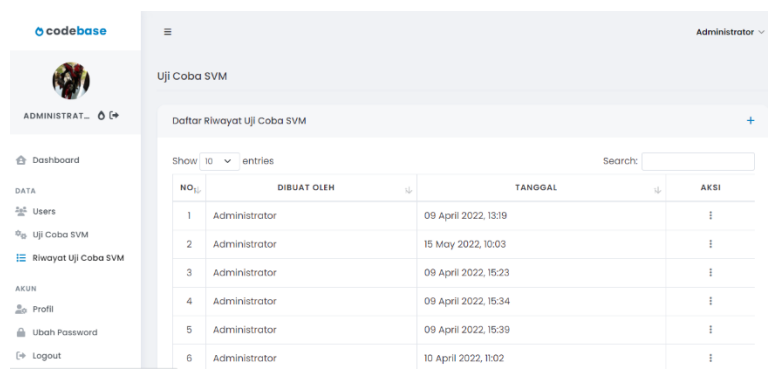 codebase
Administrator
ADMINISTRAT...
Dashboard
DATA
Users
Uji Coba SVM
Riwayat Uji Coba SVM
AKUN
Profil
Ubah Password
Logout
Uji Coba SVM
Daftar Riwayat Uji Coba SVM +
Show 10 entries Search:
NO DIBUAT OLEH TANGGAL AKSI
1 Administrator 09 April 2022, 13:19
2 Administrator 15 May 2022, 10:03
3 Administrator 09 April 2022, 15:23
4 Administrator 09 April 2022, 15:34
5 Administrator 09 April 2022, 15:39
6 Administrator 10 April 2022, 11:02